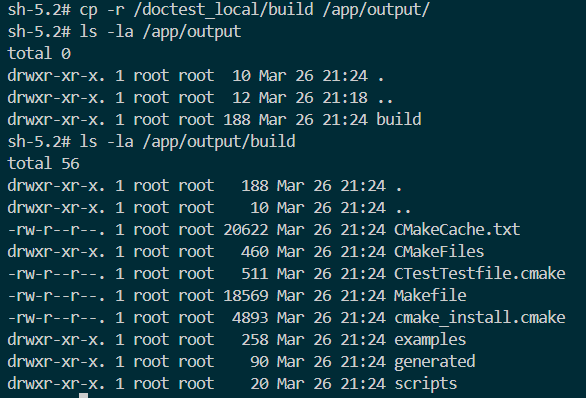 sh-5.2# cp -r /doctest_local/build /app/output/
sh-5.2# ls -la /app/output
total 0
drwxr-xr-x. 1 root root  10 Mar 26 21:24 .
drwxr-xr-x. 1 root root  12 Mar 26 21:18 ..
drwxr-xr-x. 1 root root 188 Mar 26 21:24 build
sh-5.2# ls -la /app/output/build
total 56
drwxr-xr-x. 1 root root   188 Mar 26 21:24 .
drwxr-xr-x. 1 root root    10 Mar 26 21:24 ..
-rw-r--r--. 1 root root 20622 Mar 26 21:24 CMakeCache.txt
drwxr-xr-x. 1 root root   460 Mar 26 21:24 CMakeFiles
-rw-r--r--. 1 root root   511 Mar 26 21:24 CTestTestfile.cmake
-rw-r--r--. 1 root root 18569 Mar 26 21:24 Makefile
-rw-r--r--. 1 root root  4893 Mar 26 21:24 cmake_install.cmake
drwxr-xr-x. 1 root root   258 Mar 26 21:24 examples
drwxr-xr-x. 1 root root    90 Mar 26 21:24 generated
drwxr-xr-x. 1 root root    20 Mar 26 21:24 scripts